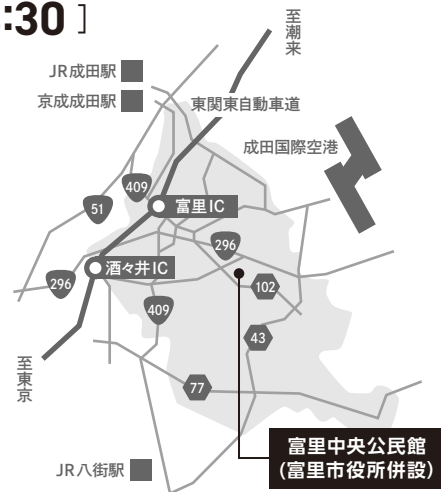 :30 ]
至潮来
JR成田駅
京成成田駅
東関東自動車道
成田国際空港
409
51
富里IC
296
酒々井IC
296
102
409
43
至東京
77
富里中央公民館
(富里市役所併設)
JR八街駅